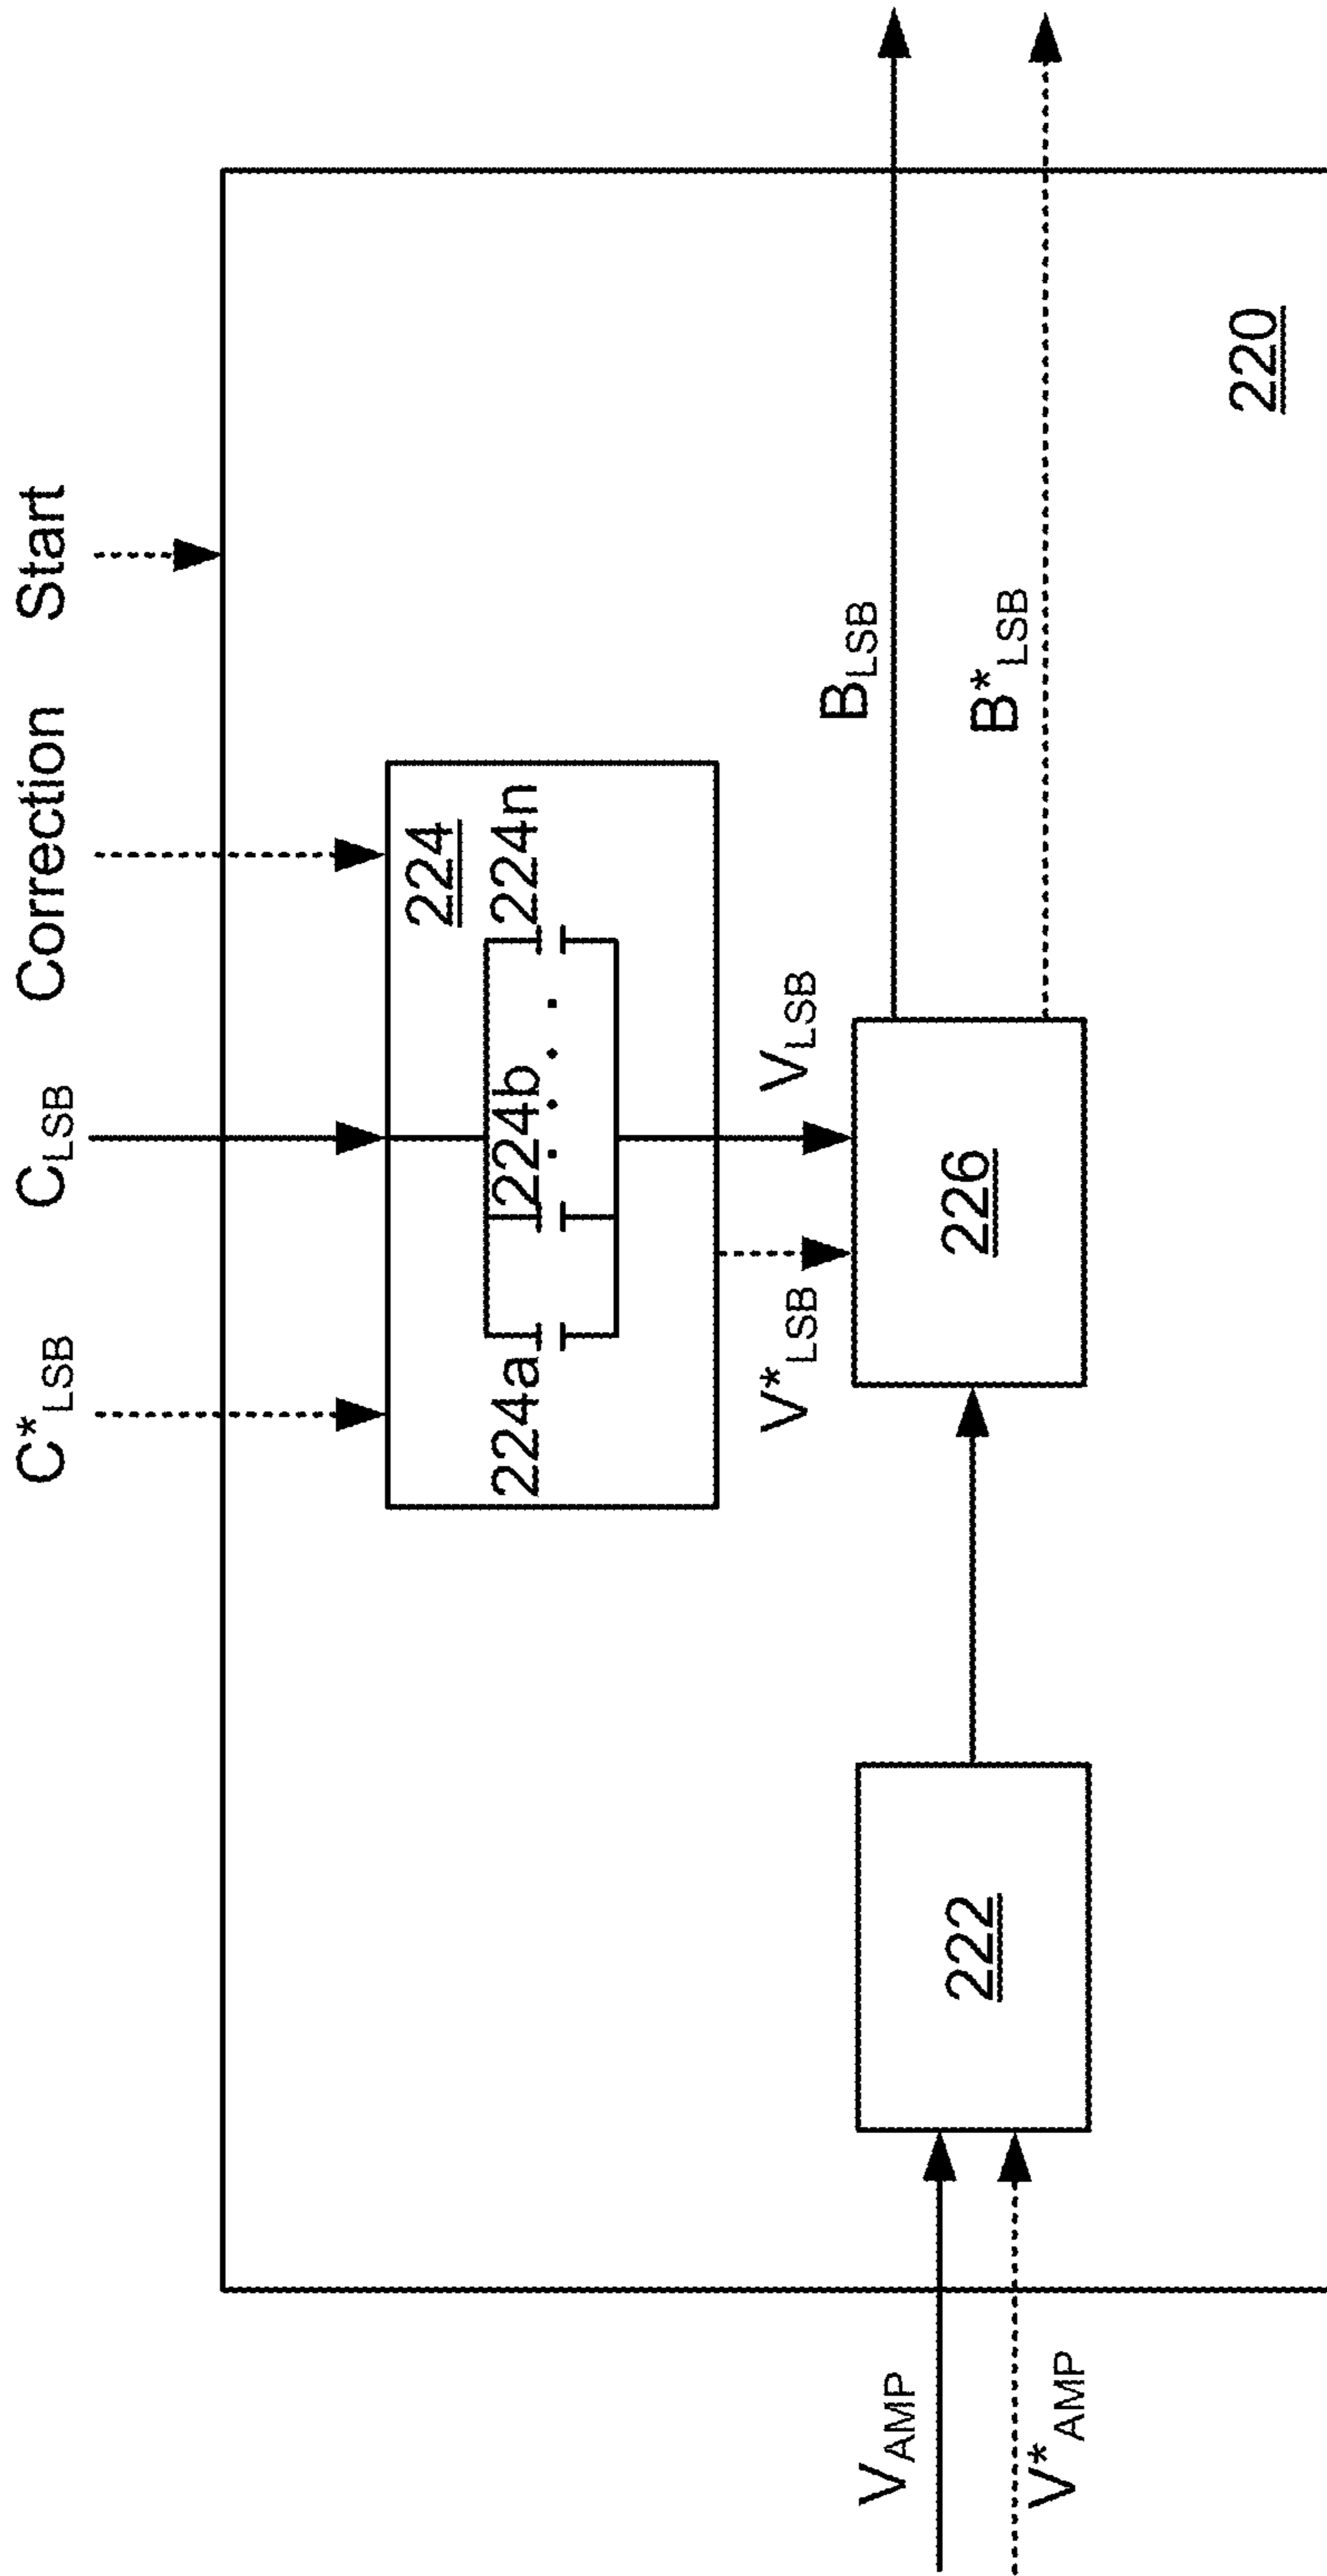 C*LSB CLSB Correction Start
224
224a 224b 224n
V*LSB VLSB
VAMP
V*AMP
222
226
BLSB
B*LSB
220